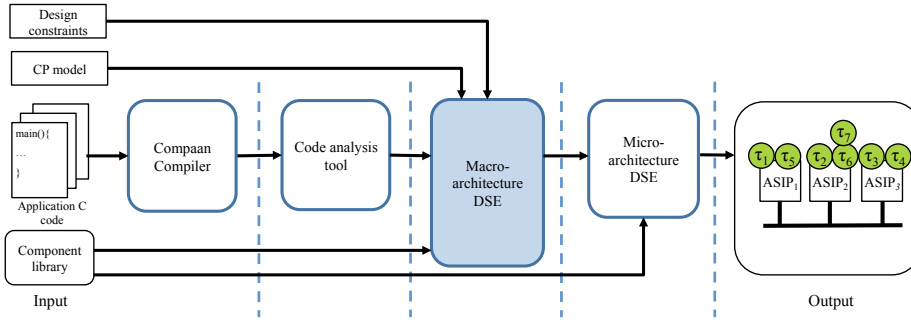 Design
constraints
CP model
main(){
...
}
Application C
code
Component
library
Input
Compaan
Compiler
Code analysis
tool
Macro-
architecture
DSE
Micro-
architecture
DSE
τ7
τ1 τ5 τ2 τ6 τ3 τ4
ASIP1 ASIP2 ASIP3
Output